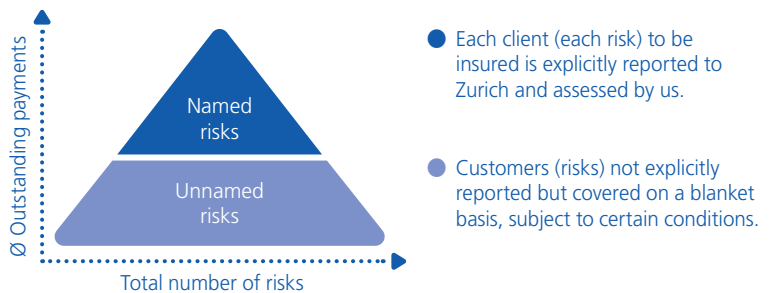 Ø Outstanding payments
Named
risks
Unnamed
risks
Total number of risks
Each client (each risk) to be
insured is explicitly reported to
Zurich and assessed by us.
Customers (risks) not explicitly
reported but covered on a blanket
basis, subject to certain conditions.